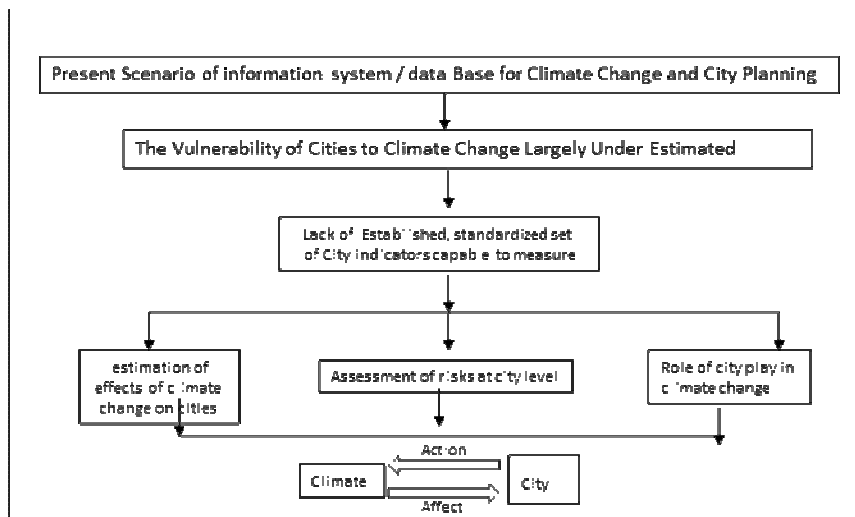 Present Scenario of information system / data Base for Climate Change and City Planning
The Vulnerability of Cities to Climate Change Largely Under Estimated
Lack of Established, standardized set
of City indicators capable to measure
estimation of
effects of climate
change on cities
Assessment of risks at city level
Role of city play in
climate change
Action
Climate
City
Affect